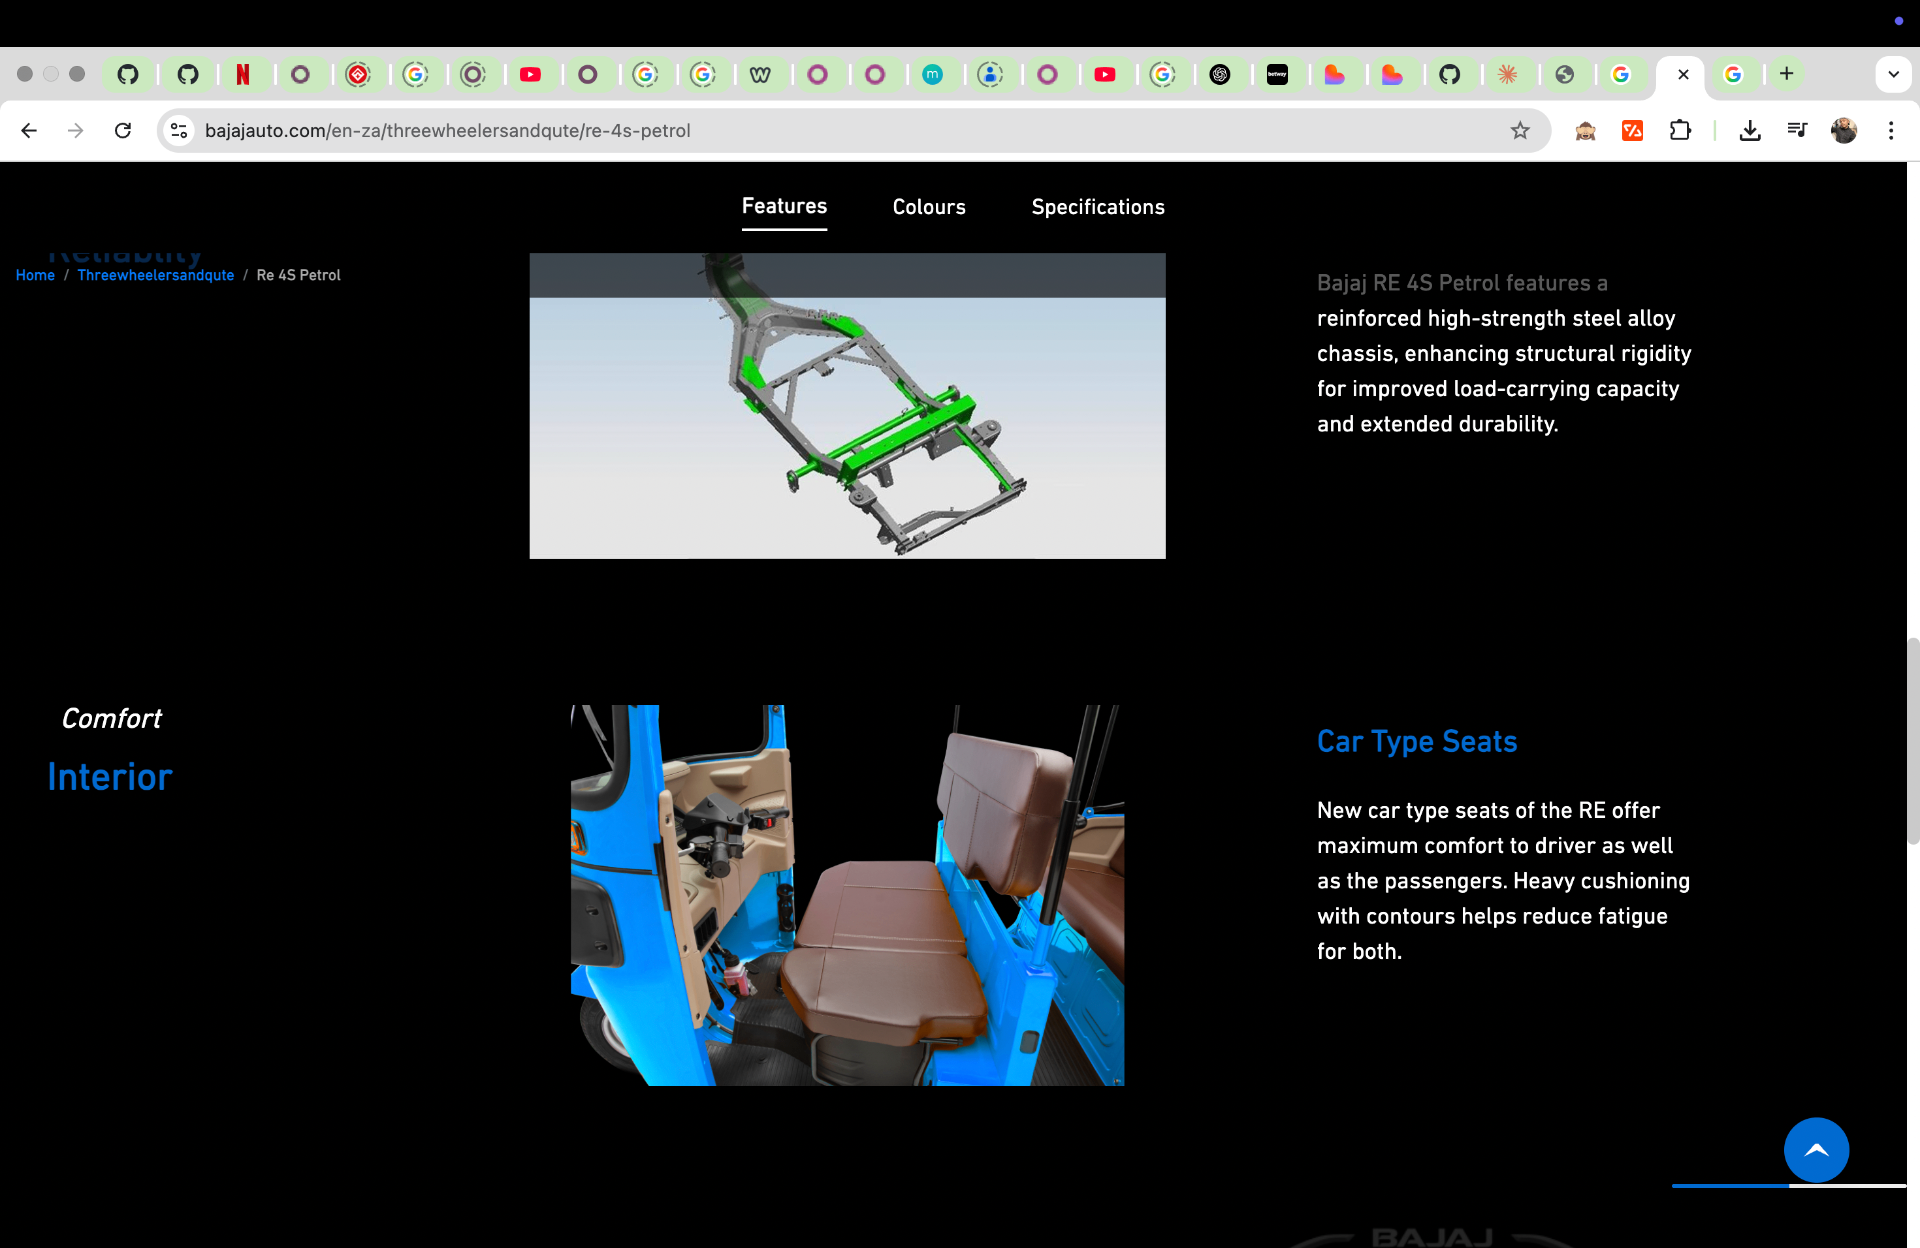 bajajauto.com/en-za/threewheelersandqute/re-4s-petrol
Features
Colours
Specifications
Reliablity
Home / Threewheelersandqute / Re 4S Petrol
Bajaj RE 4S Petrol features a
reinforced high-strength steel alloy
chassis, enhancing structural rigidity
for improved load-carrying capacity
and extended durability.
Comfort
Interior
Car Type Seats
New car type seats of the RE offer
maximum comfort to driver as well
as the passengers. Heavy cushioning
with contours helps reduce fatigue
for both.
BAJAJ